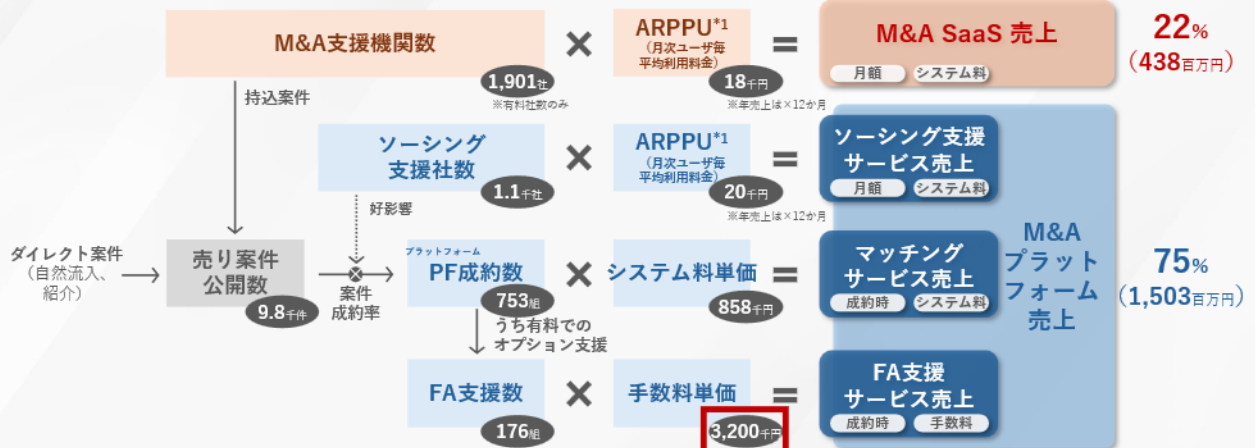 M&A支援機関数
×
ARPPU*1
(月次ユーザ毎
平均利用料金)
=
M&A SaaS 売上
月額
システム料
22%
(438百万円)
1,901社
※有料社数のみ
18千円
※年売上は×12か月
持込案件
ソーシング
支援社数
×
ARPPU*1
(月次ユーザ毎
平均利用料金)
=
ソーシング支援
サービス売上
月額
システム料
1.1千社
20千円
※年売上は×12か月
好影響
ダイレクト案件
(自然流入、
紹介)
売り案件
公開数
9.8千件
案件
成約率
プラットフォーム
PF成約数
753組
×
システム料単価
858千円
=
マッチング
サービス売上
成約時
システム料
M&A
プラット
フォーム
売上
75%
(1,503百万円)
うち有料での
オプション支援
FA支援数
176組
×
手数料単価
3,200千円
=
FA支援
サービス売上
成約時
手数料